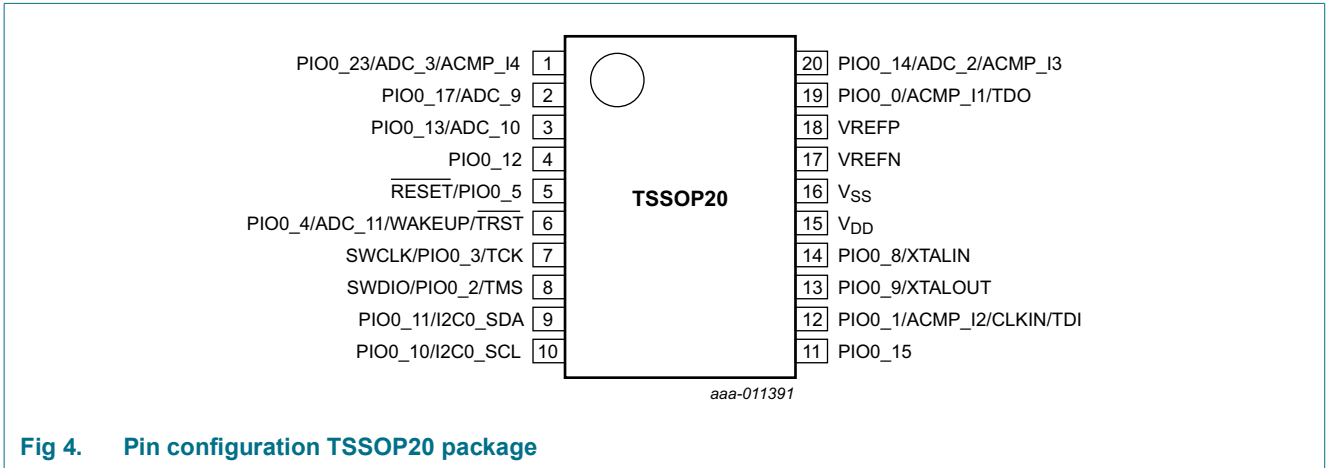 PIO0_23/ADC_3/ACMP_I4 1
PIO0_17/ADC_9 2
PIO0_13/ADC_10 3
PIO0_12 4
RESET/PIO0_5 5
PIO0_4/ADC_11/WAKEUP/TRST 6
SWCLK/PIO0_3/TCK 7
SWDIO/PIO0_2/TMS 8
PIO0_11/I2C0_SDA 9
PIO0_10/I2C0_SCL 10
TSSOP20
20 PIO0_14/ADC_2/ACMP_I3
19 PIO0_0/ACMP_I1/TDO
18 VREFP
17 VREFN
16 VSS
15 VDD
14 PIO0_8/XTALIN
13 PIO0_9/XTALOUT
12 PIO0_1/ACMP_I2/CLKIN/TDI
11 PIO0_15
aaa-011391
Fig 4. Pin configuration TSSOP20 package